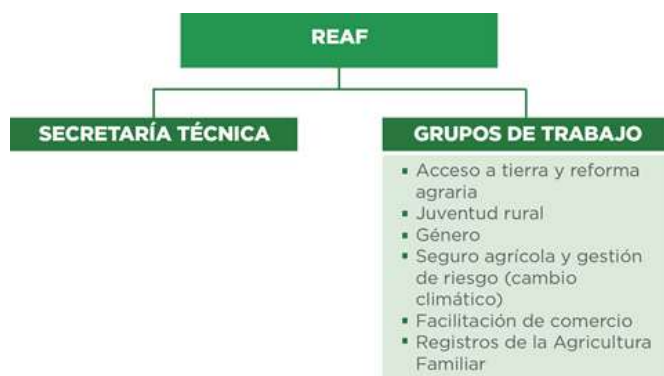 REAF
SECRETARÍA TÉCNICA
GRUPOS DE TRABAJO
▪ Acceso a tierra y reforma
agraria
▪ Juventud rural
▪ Género
▪ Seguro agrícola y gestión
de riesgo (cambio
climático)
▪ Facilitación de comercio
▪ Registros de la Agricultura
Familiar